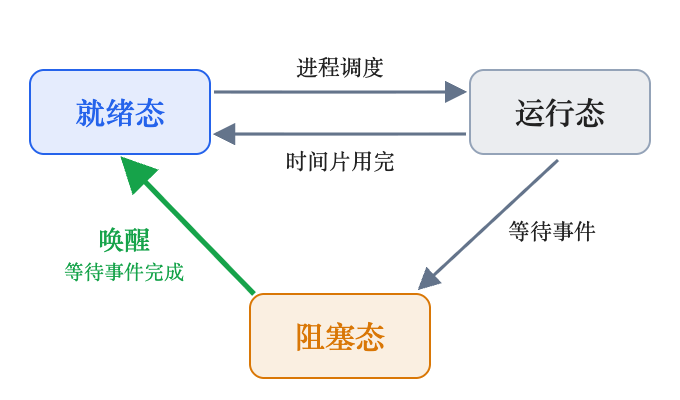 进程调度
就绪态
运行态
时间片用完
唤醒
等待事件完成
等待事件
阻塞态